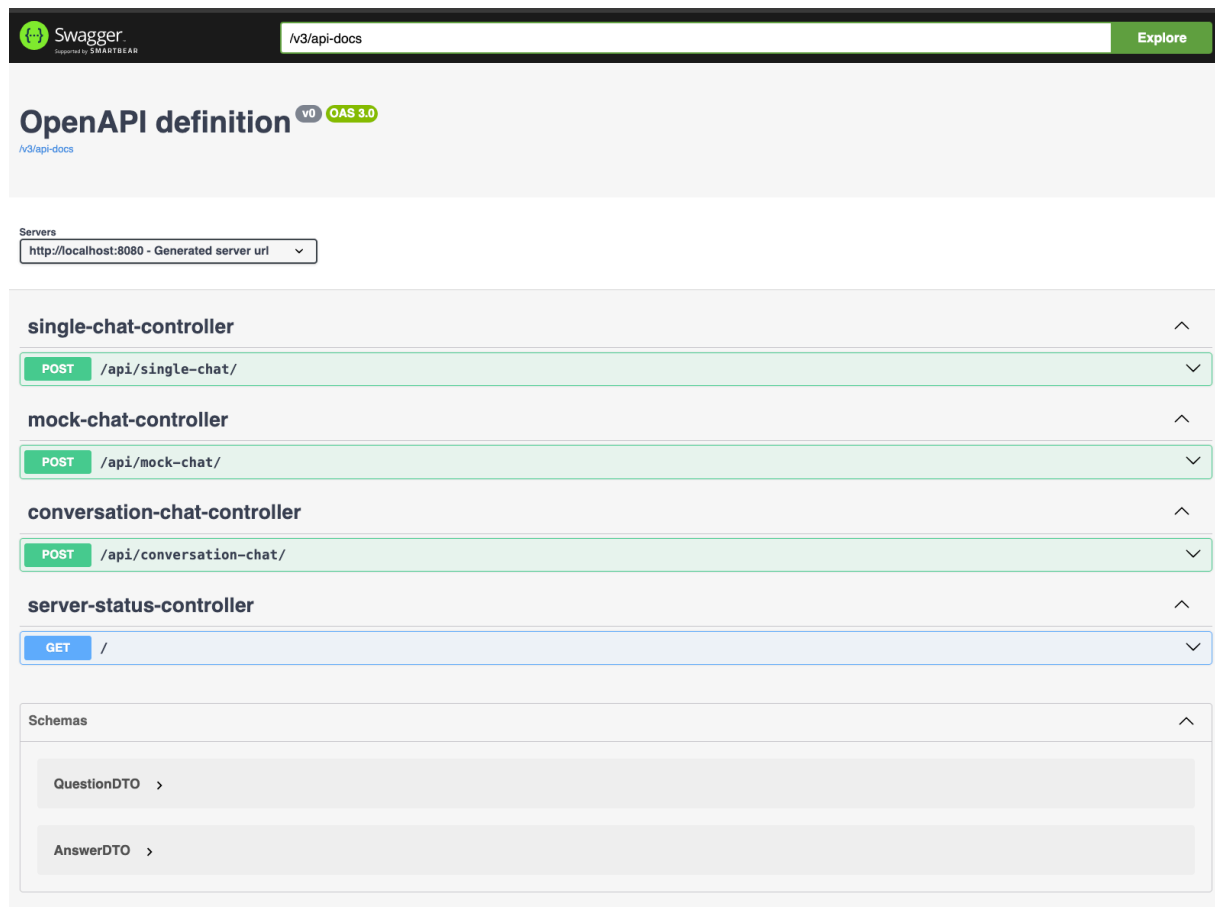 Swagger.
Supported by SMARTBEAR
/v3/api-docs
Explore
OpenAPI definition v0 OAS 3.0
/v3/api-docs
Servers
http://localhost:8080 - Generated server url
single-chat-controller
POST /api/single-chat/
mock-chat-controller
POST /api/mock-chat/
conversation-chat-controller
POST /api/conversation-chat/
server-status-controller
GET /
Schemas
QuestionDTO
AnswerDTO